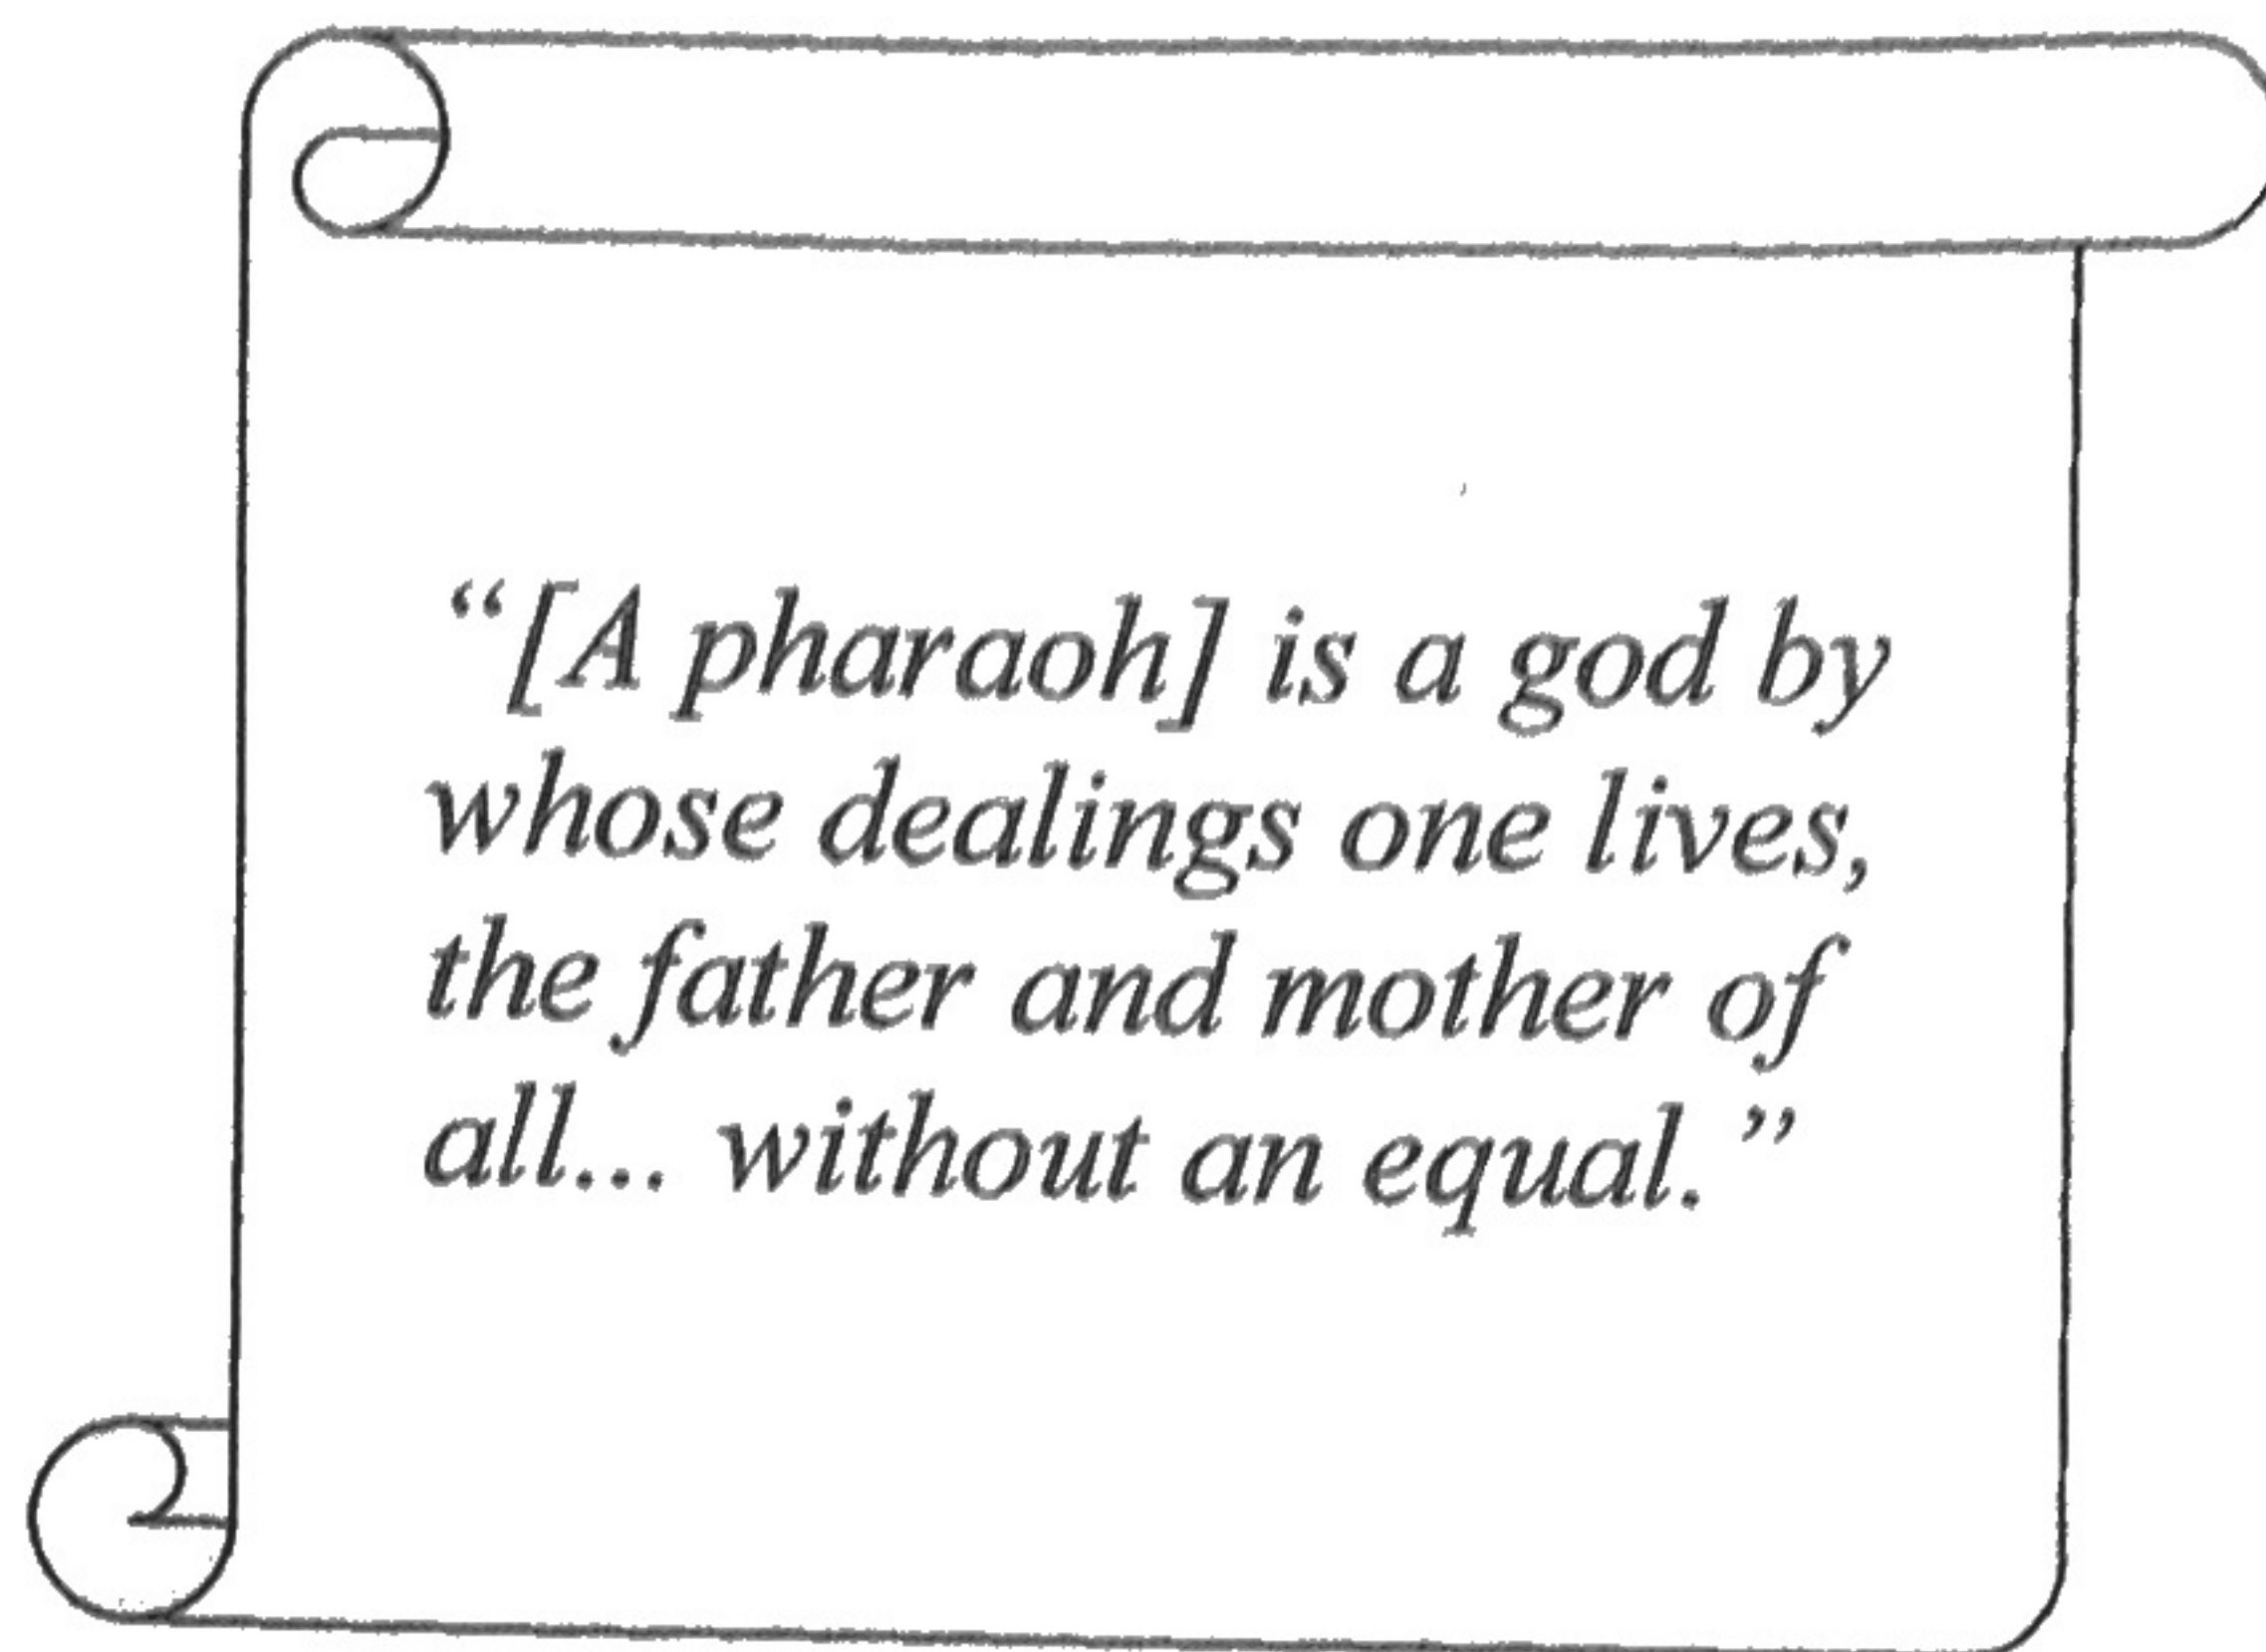 “[A pharaoh] is a god by
whose dealings one lives,
the father and mother of
all... without an equal.”